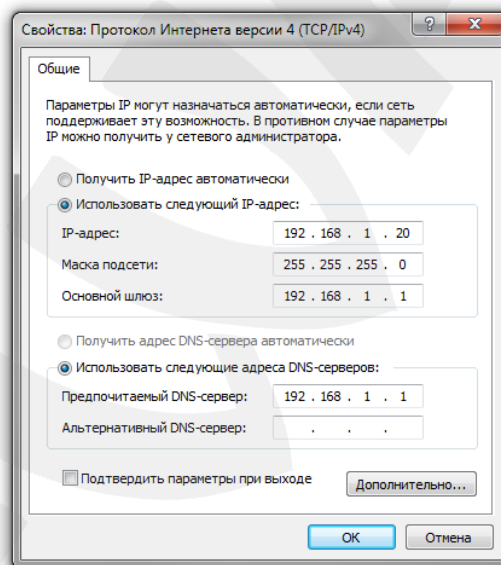 Свойства: Протокол Интернета версии 4 (TCP/IPv4)
?
Общие
Параметры IP могут назначаться автоматически, если сеть
поддерживает эту возможность. В противном случае параметры
IP можно получить у сетевого администратора.
Получить IP-адрес автоматически
Использовать следующий IP-адрес:
IP-адрес: 192 . 168 . 1 . 20
Маска подсети: 255 . 255 . 255 . 0
Основной шлюз: 192 . 168 . 1 . 1
Получить адрес DNS-сервера автоматически
Использовать следующие адреса DNS-серверов:
Предпочитаемый DNS-сервер: 192 . 168 . 1 . 1
Альтернативный DNS-сервер: . . .
Подтвердить параметры при выходе
Дополнительно...
OK Отмена